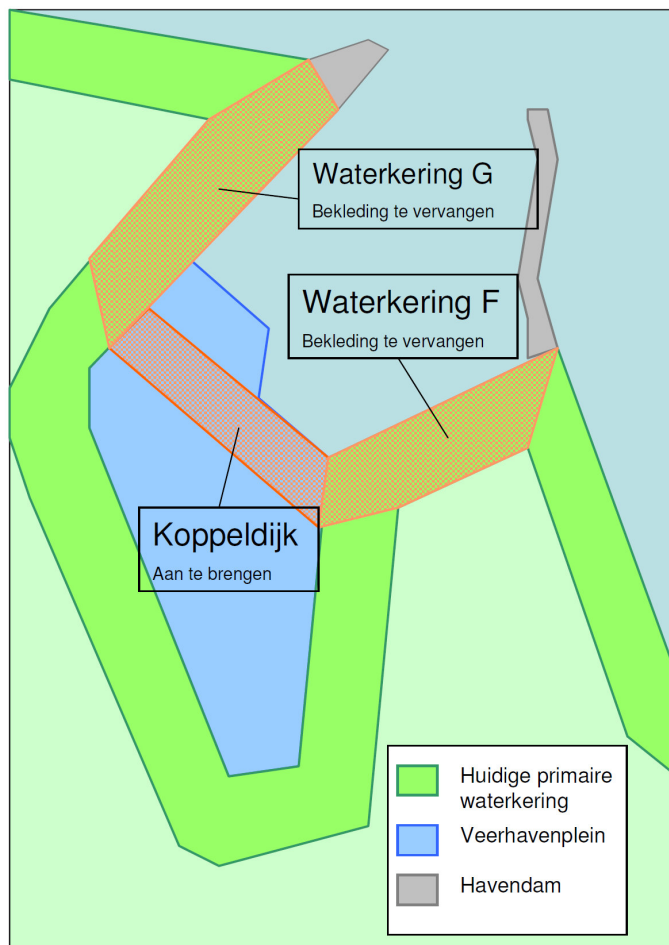 Waterkering G
Bekleding te vervangen
Waterkering F
Bekleding te vervangen
Koppeldijk
Aan te brengen
Huidige primaire
waterkering
Veerhavenplein
Havendam